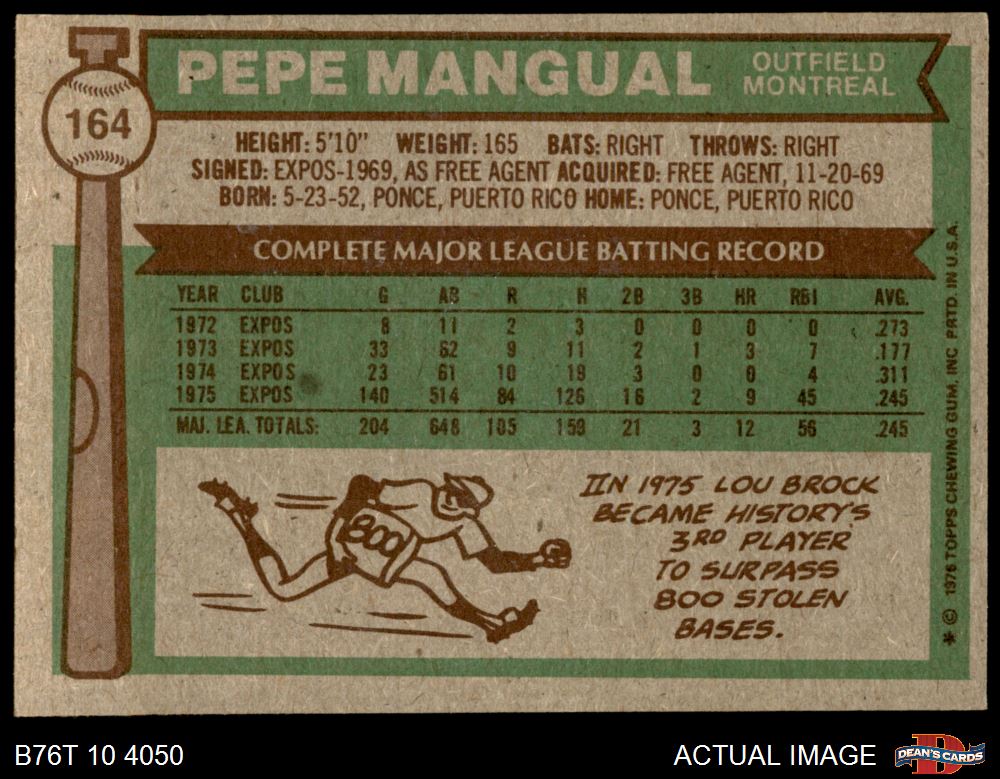 164
PEPE MANGUAL
OUTFIELD
MONTREAL
HEIGHT: 5'10" WEIGHT: 165 BATS: RIGHT THROWS: RIGHT
SIGNED: EXPOS-1969, AS FREE AGENT ACQUIRED: FREE AGENT, 11-20-69
BORN: 5-23-52, PONCE, PUERTO RICO HOME: PONCE, PUERTO RICO
COMPLETE MAJOR LEAGUE BATTING RECORD
YEAR CLUB G AB R H 2B 3B HR RBI AVG.
1972 EXPOS 8 11 2 3 0 0 0 0 .273
1973 EXPOS 33 62 9 11 2 1 3 7 .177
1974 EXPOS 23 61 10 19 3 0 0 4 .311
1975 EXPOS 140 514 84 126 16 2 9 45 .245
MAJ. LEA. TOTALS: 204 648 105 159 21 3 12 56 .245
800
IN 1975 LOU BROCK
BECAME HISTORY'S
3RD PLAYER
TO SURPASS
800 STOLEN
BASES.
* © 1976 TOPPS CHEWING GUM, INC PRTD. IN U.S.A.
B76T 10 4050
ACTUAL IMAGE
DEAN'S CARDS